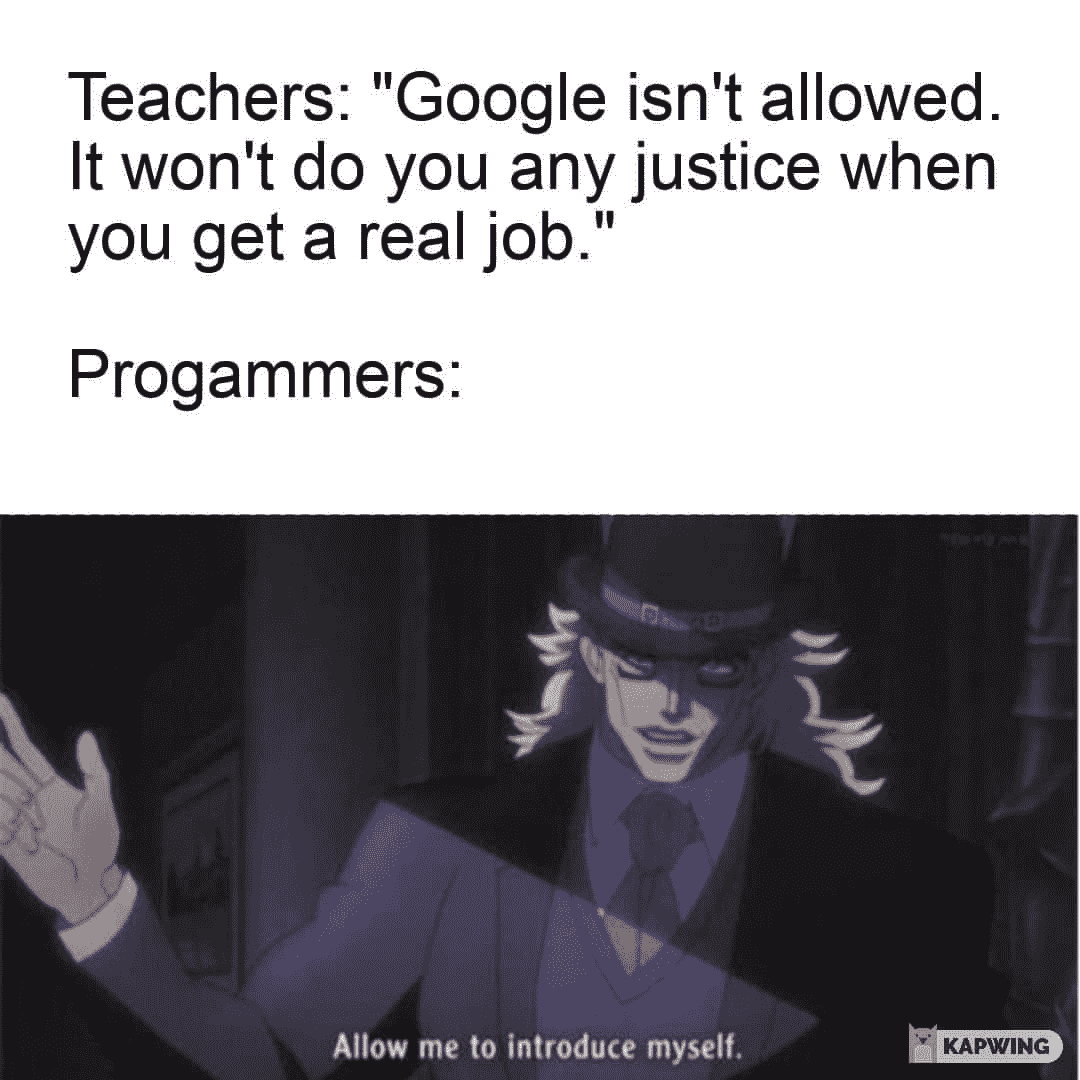 Teachers: "Google isn't allowed.
It won't do you any justice when
you get a real job."
Progammers:
Allow me to introduce myself.
KAPWING